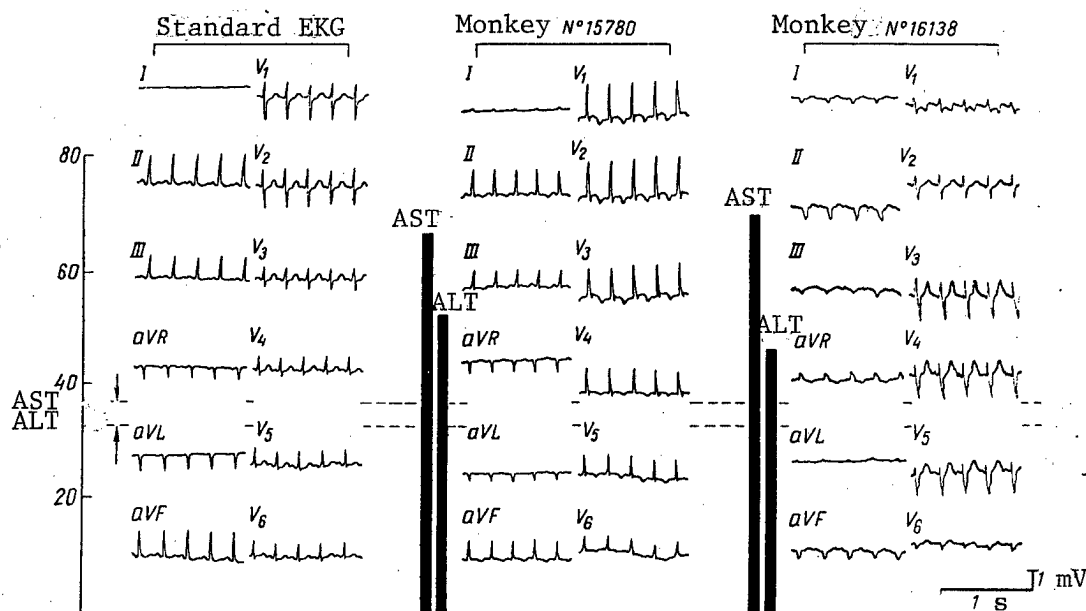 Standard EKG
Monkey N°15780
Monkey N°16138
I
V1
I
V1
I
V1
80
II
V2
II
V2
II
V2
AST
AST
60
III
V3
III
V3
III
V3
ALT
ALT
aVR
V4
aVR
V4
aVR
V4
40
AST
ALT
aVL
V5
aVL
V5
aVL
V5
20
aVF
V6
aVF
V6
aVF
V6
1 mV
1 s